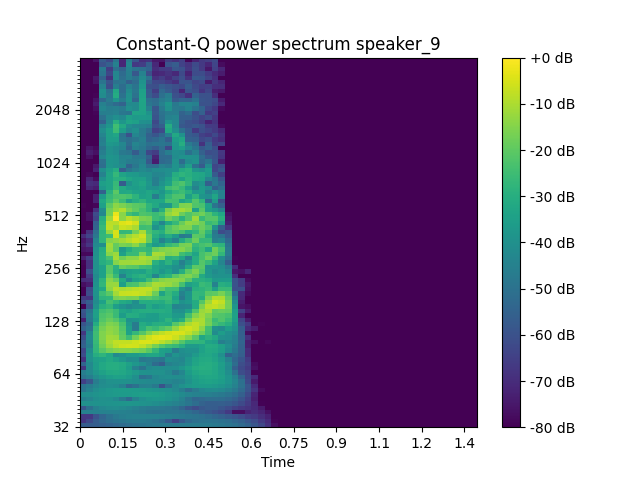 Constant-Q power spectrum speaker_9
Hz
2048
1024
512
256
128
64
32
0 0.15 0.3 0.45 0.6 0.75 0.9 1.1 1.2 1.4
Time
+0 dB
-10 dB
-20 dB
-30 dB
-40 dB
-50 dB
-60 dB
-70 dB
-80 dB